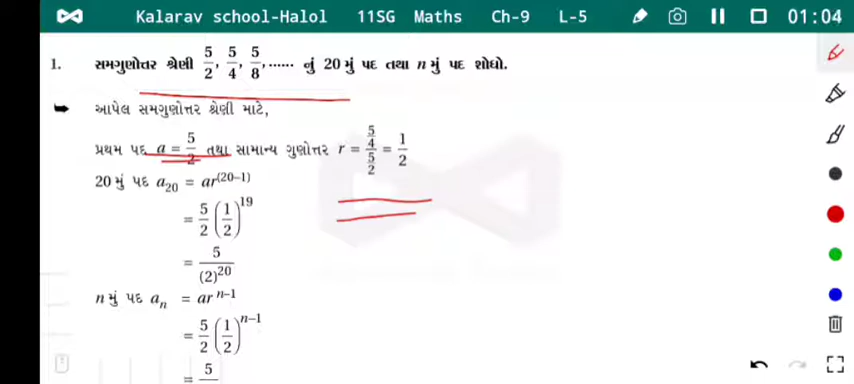 Kalarav school-Halol 11SG Maths Ch-9 L-5 01:04
1. સમગુણોત્તર શ્રેણી 5/2, 5/4, 5/8, ...... નું 20 મું પદ તથા n મું પદ શોધો.
આપેલ સમગુણોત્તર શ્રેણી માટે,
પ્રથમ પદ a = 5/2 તથા સામાન્ય ગુણોત્તર r = (5/4)/(5/2) = 1/2
20 મું પદ a₂₀ = ar⁽²⁰⁻¹⁾
= 5/2 (1/2)¹⁹
= 5/(2)²⁰
n મું પદ aₙ = ar ⁿ⁻¹
= 5/2 (1/2)ⁿ⁻¹
= 5